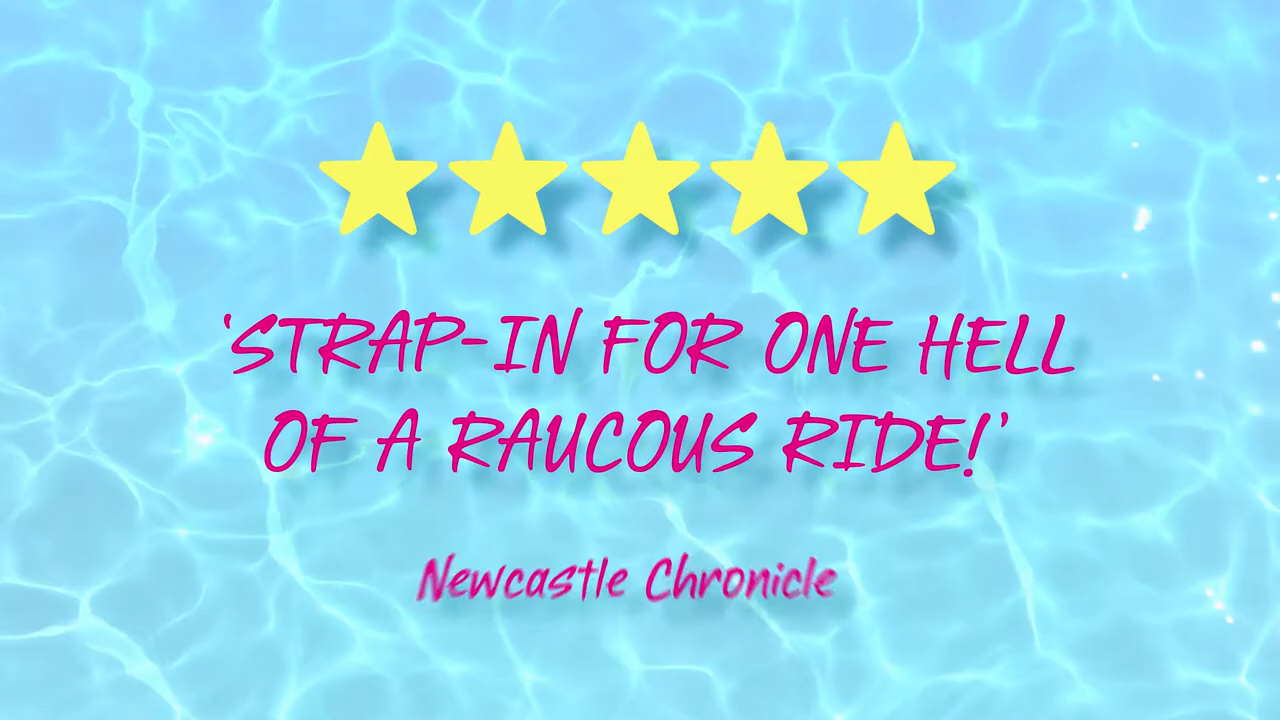 ‘STRAP-IN FOR ONE HELL
OF A RAUCOUS RIDE!’
Newcastle Chronicle